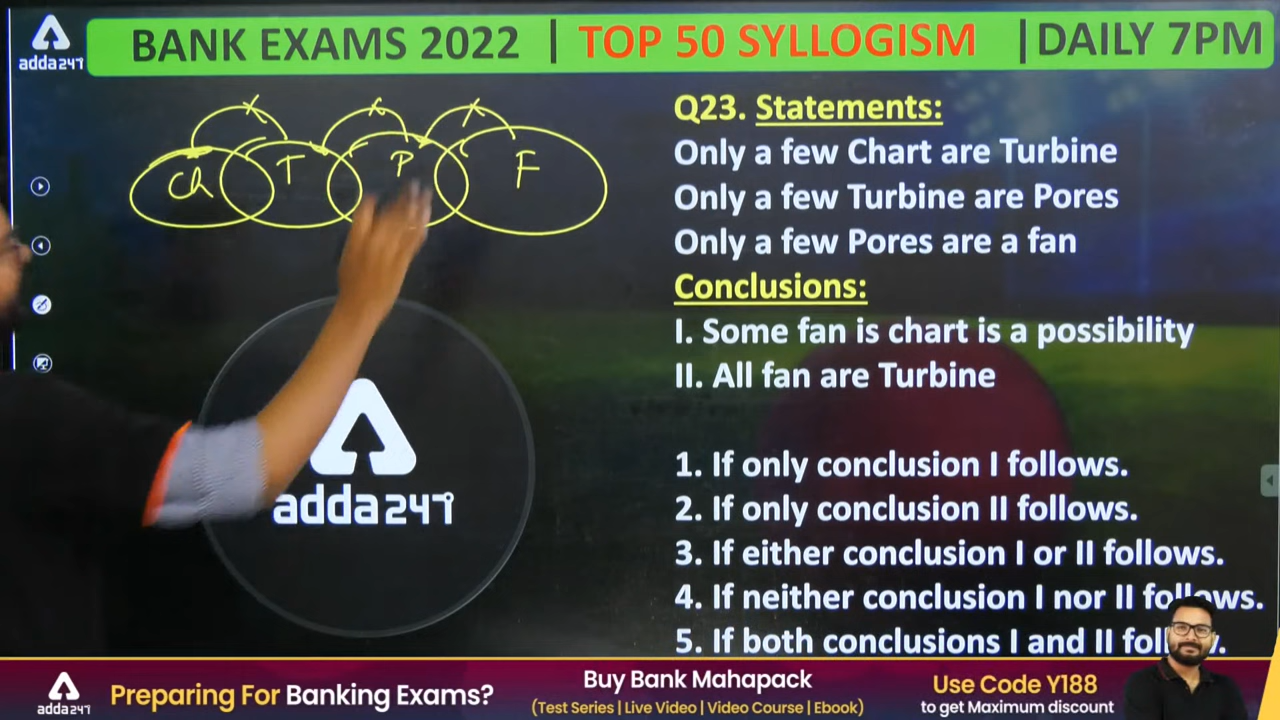 adda247
BANK EXAMS 2022 | TOP 50 SYLLOGISM | DAILY 7PM
Ch T P F
Q23. Statements:
Only a few Chart are Turbine
Only a few Turbine are Pores
Only a few Pores are a fan
Conclusions:
I. Some fan is chart is a possibility
II. All fan are Turbine
1. If only conclusion I follows.
2. If only conclusion II follows.
3. If either conclusion I or II follows.
4. If neither conclusion I nor II follows.
5. If both conclusions I and II
adda247
adda247
Preparing For Banking Exams?
Buy Bank Mahapack
(Test Series | Live Video | Video Course | Ebook)
Use Code Y188
to get Maximum discount